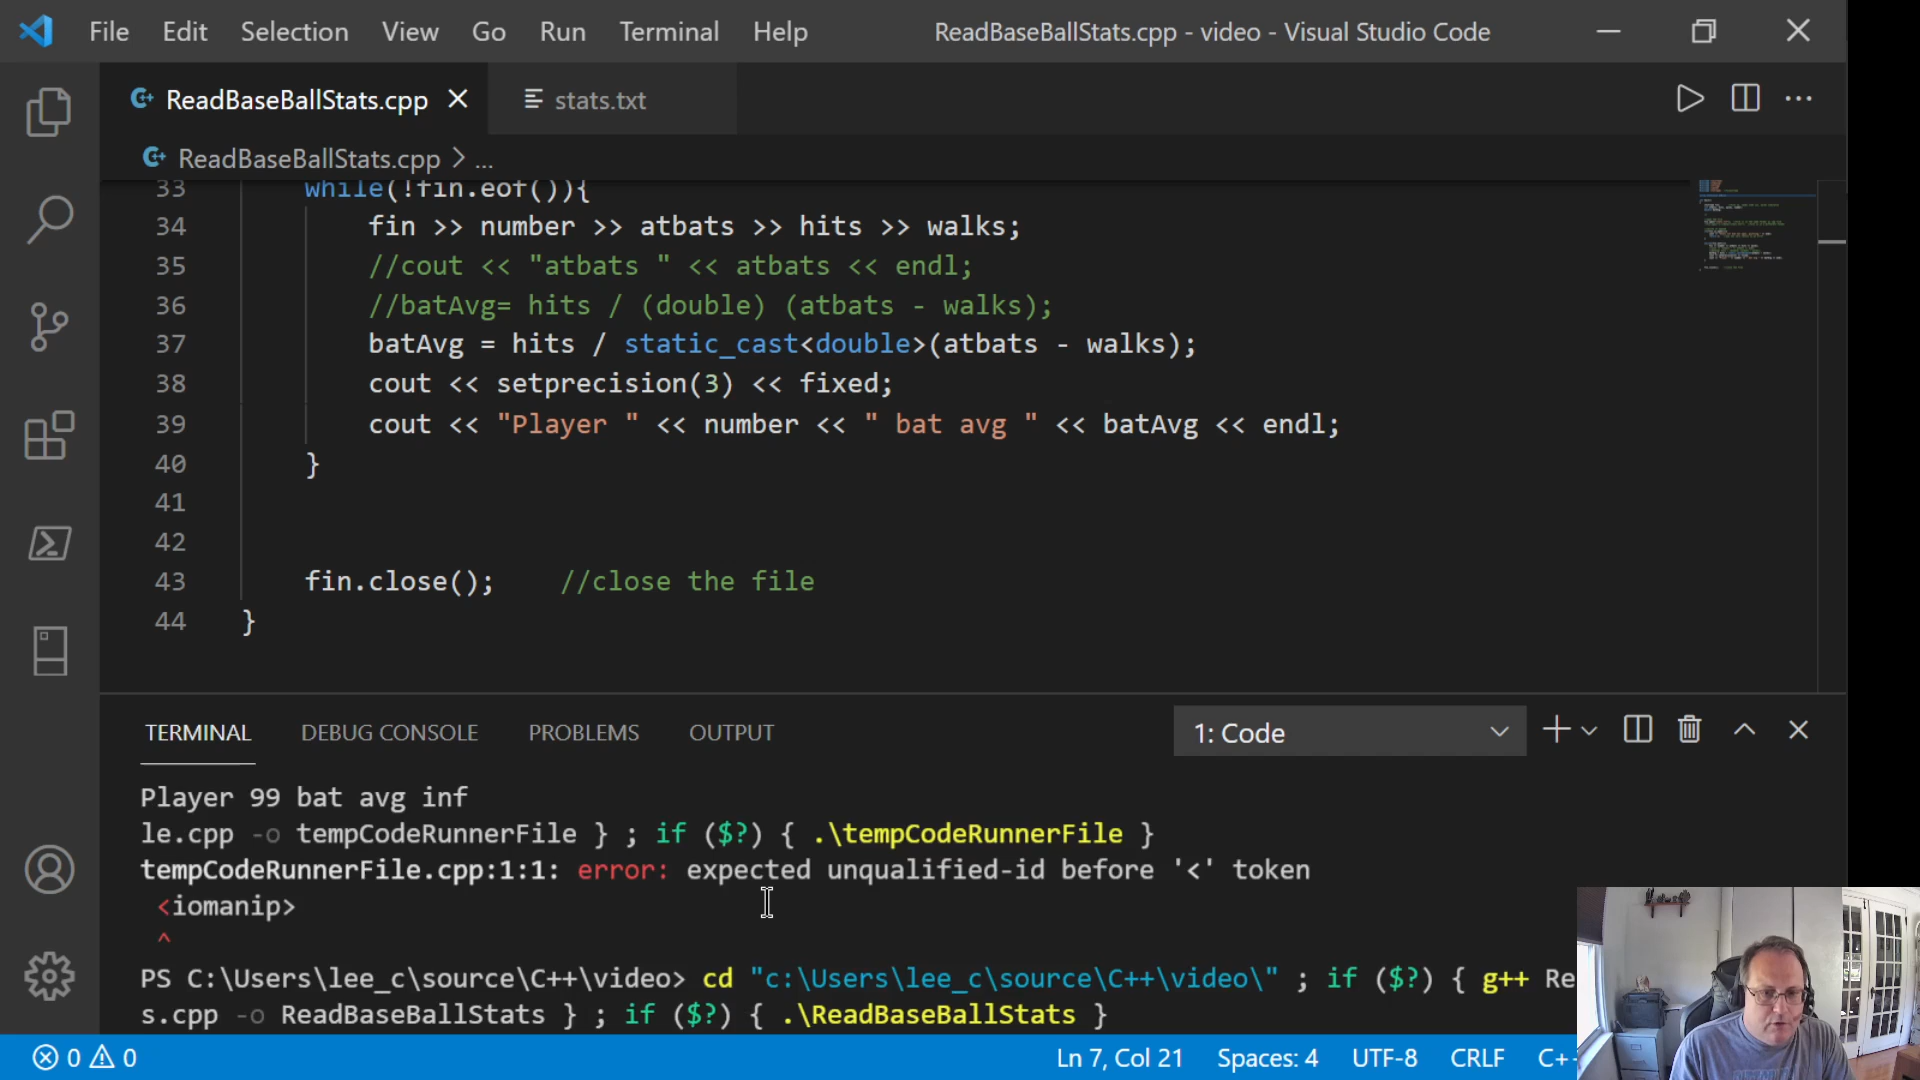 File Edit Selection View Go Run Terminal Help ReadBaseBallStats.cpp - video - Visual Studio Code
ReadBaseBallStats.cpp stats.txt
ReadBaseBallStats.cpp > ...
33 while(!fin.eof()){
34 fin >> number >> atbats >> hits >> walks;
35 //cout << "atbats " << atbats << endl;
36 //batAvg= hits / (double) (atbats - walks);
37 batAvg = hits / static_cast<double>(atbats - walks);
38 cout << setprecision(3) << fixed;
39 cout << "Player " << number << " bat avg " << batAvg << endl;
40 }
41
42
43 fin.close(); //close the file
44 }
TERMINAL DEBUG CONSOLE PROBLEMS OUTPUT 1: Code
Player 99 bat avg inf
le.cpp -o tempCodeRunnerFile } ; if ($?) { .\tempCodeRunnerFile }
tempCodeRunnerFile.cpp:1:1: error: expected unqualified-id before '<' token
<iomanip>
^
PS C:\Users\lee_c\source\C++\video> cd "c:\Users\lee_c\source\C++\video\" ; if ($?) { g++ Re
s.cpp -o ReadBaseBallStats } ; if ($?) { .\ReadBaseBallStats }
0 0 Ln 7, Col 21 Spaces: 4 UTF-8 CRLF C++